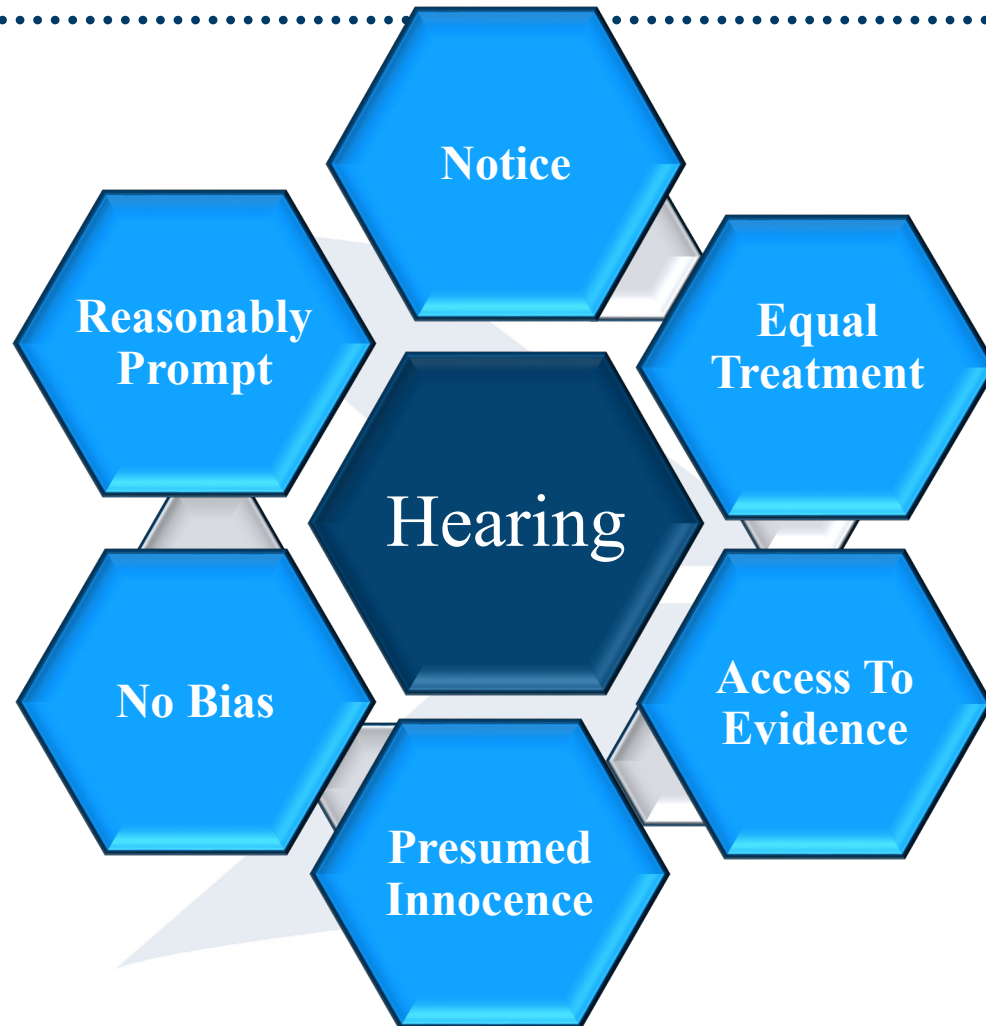 Notice
Equal
Treatment
Access To
Evidence
Presumed
Innocence
No Bias
Reasonably
Prompt
Hearing